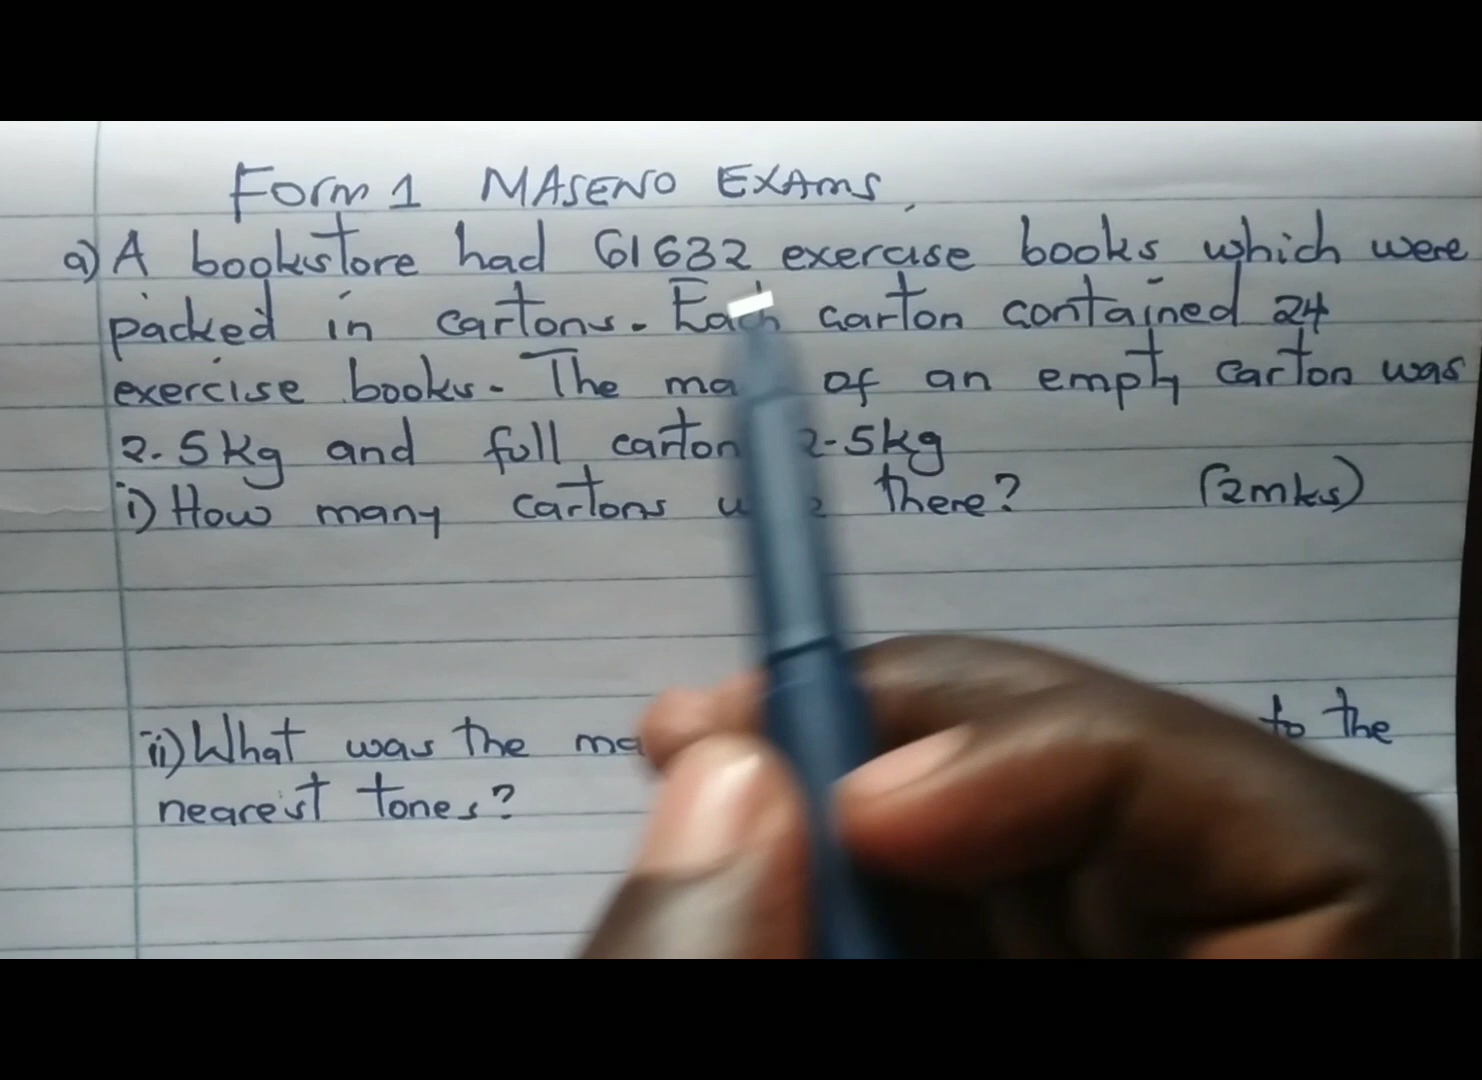 Form 1 MASENO EXAMS
a) A bookstore had 61632 exercise books which were
packed in cartons. Each carton contained 24
exercise books. The of an empty carton was
2.5kg and full carton
i) How many cartons there? (2mks)
ii) What was the to the
nearest tones?